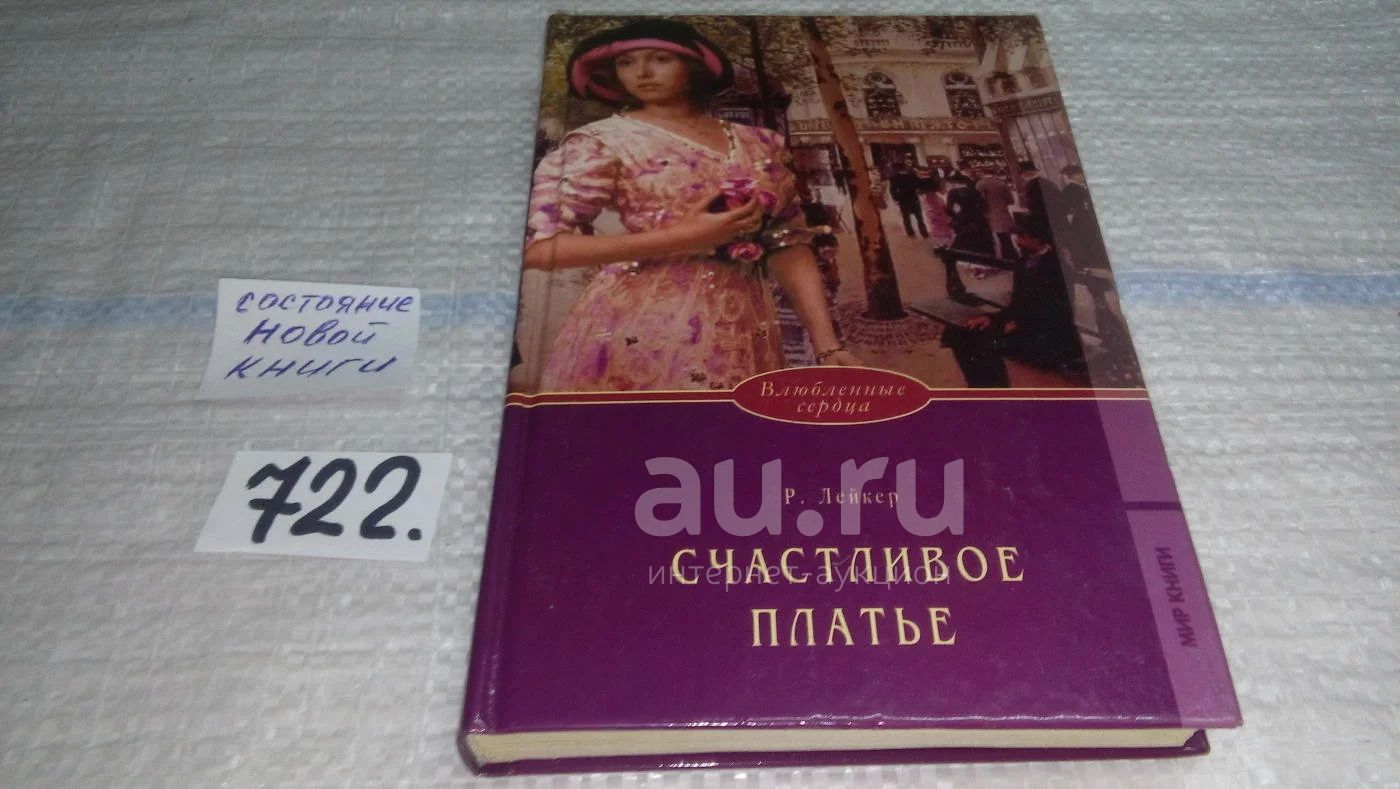 состояние
новой
книги
722.
Влюбленные
сердца
au.ru
Р. Лейкер
интернет-аукцион
СЧАСТЛИВОЕ
ПЛАТЬЕ
МИР КНИГИ